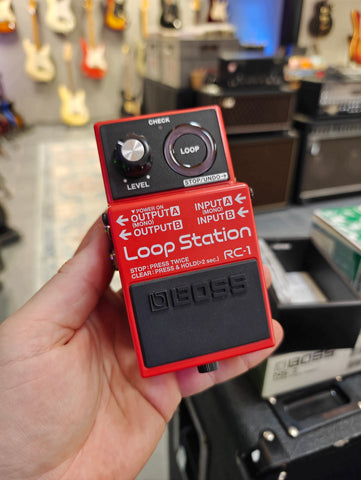 CHECK
LOOP
LEVEL
STOP/UNDO
▼POWER ON
OUTPUT A
(MONO)
OUTPUT B
INPUT A
(MONO)
INPUT B
Loop Station
RC-1
STOP: PRESS TWICE
CLEAR: PRESS & HOLD(>2 sec.)
BOSS
BOSS